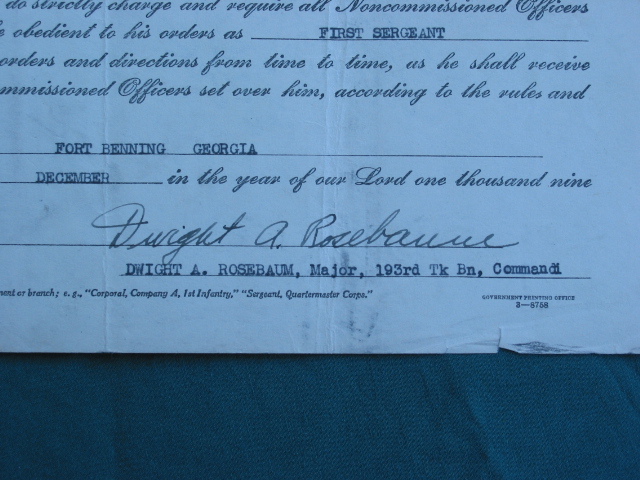 do strictly charge and require all Noncommissioned Officers
e obedient to his orders as FIRST SERGEANT
orders and directions from time to time, as he shall receive
mmissioned Officers set over him, according to the rules and
FORT BENNING GEORGIA
DECEMBER in the year of our Lord one thousand nine
Dwight A. Rosebaum
DWIGHT A. ROSEBAUM, Major, 193rd Tk Bn, Commandi
ment or branch; e. g., "Corporal, Company A, 1st Infantry," "Sergeant, Quartermaster Corps."
GOVERNMENT PRINTING OFFICE
3—8758